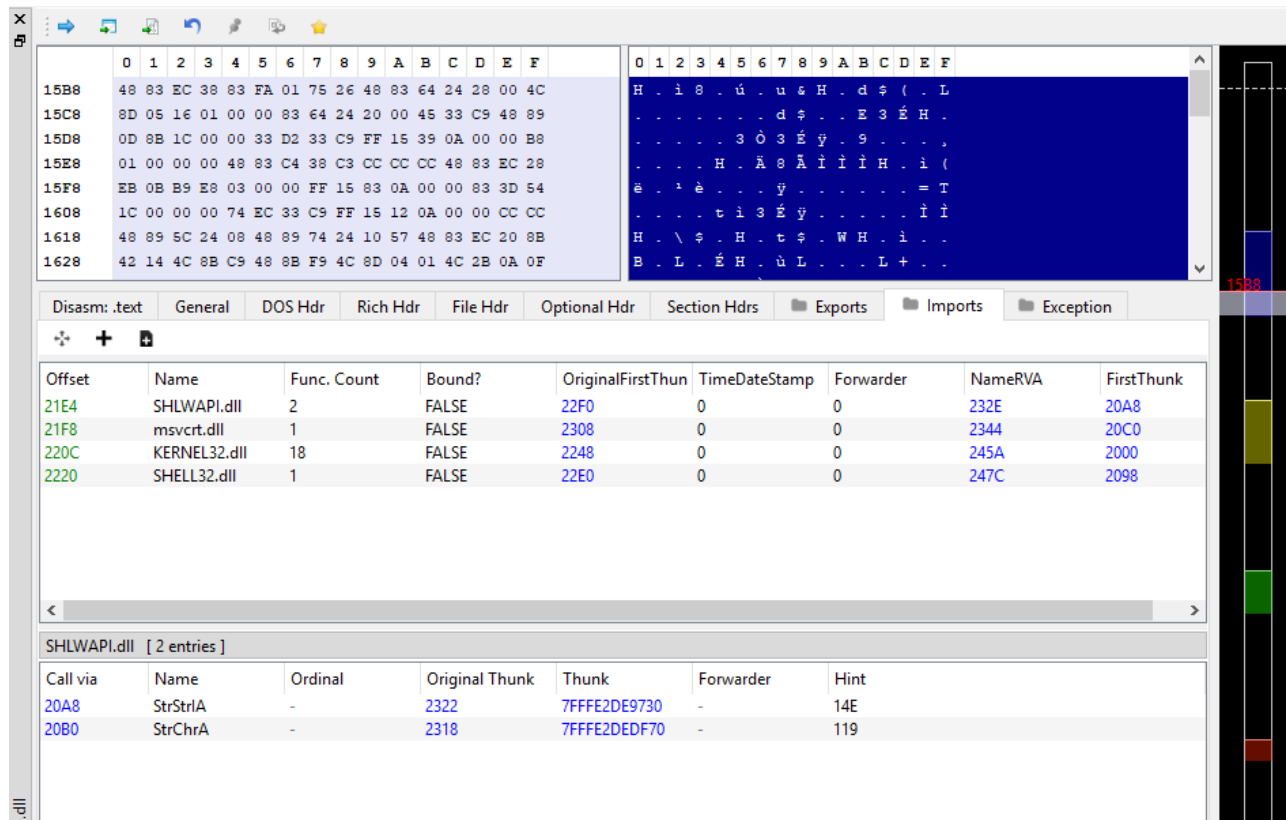 0 1 2 3 4 5 6 7 8 9 A B C D E F 0 1 2 3 4 5 6 7 8 9 A B C D E F
15B8 48 83 EC 38 83 FA 01 75 26 48 83 64 24 28 00 4C H . ì 8 . ú . u & H . d $ ( . L
15C8 8D 05 16 01 00 00 83 64 24 20 00 45 33 C9 48 89 . . . . . . . d $ . . E 3 É H .
15D8 0D 8B 1C 00 00 33 D2 33 C9 FF 15 39 0A 00 00 B8 . . . . . 3 Ò 3 É ÿ . 9 . . . ¸
15E8 01 00 00 00 48 83 C4 38 C3 CC CC CC 48 83 EC 28 . . . . H . Ä 8 Ã Ì Ì Ì H . ì (
15F8 EB 0B B9 E8 03 00 00 FF 15 83 0A 00 00 83 3D 54 ë . ¹ è . . . ÿ . . . . . . = T
1608 1C 00 00 00 74 EC 33 C9 FF 15 12 0A 00 00 CC CC . . . . t ì 3 É ÿ . . . . . Ì Ì
1618 48 89 5C 24 08 48 89 74 24 10 57 48 83 EC 20 8B H . \ $ . H . t $ . W H . ì . .
1628 42 14 4C 8B C9 48 8B F9 4C 8D 04 01 4C 2B 0A 0F B . L . É H . ù L . . . L + . .
15B8
Disasm: .text General DOS Hdr Rich Hdr File Hdr Optional Hdr Section Hdrs Exports Imports Exception
Offset Name Func. Count Bound? OriginalFirstThun TimeDateStamp Forwarder NameRVA FirstThunk
21E4 SHLWAPI.dll 2 FALSE 22F0 0 0 232E 20A8
21F8 msvcrt.dll 1 FALSE 2308 0 0 2344 20C0
220C KERNEL32.dll 18 FALSE 2248 0 0 245A 2000
2220 SHELL32.dll 1 FALSE 22E0 0 0 247C 2098
SHLWAPI.dll [ 2 entries ]
Call via Name Ordinal Original Thunk Thunk Forwarder Hint
20A8 StrStrIA - 2322 7FFFE2DE9730 - 14E
20B0 StrChrA - 2318 7FFFE2DEDF70 - 119